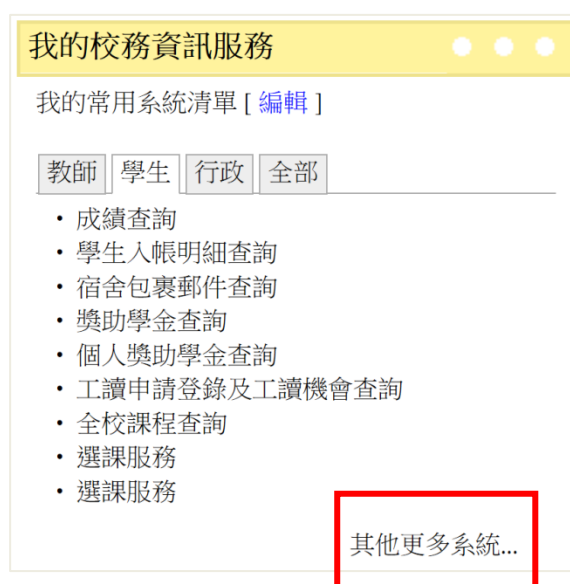 我的校務資訊服務
我的常用系統清單 [ 編輯 ]
教師 學生 行政 全部
• 成績查詢
• 學生入帳明細查詢
• 宿舍包裹郵件查詢
• 獎助學金查詢
• 個人獎助學金查詢
• 工讀申請登錄及工讀機會查詢
• 全校課程查詢
• 選課服務
• 選課服務
其他更多系統...